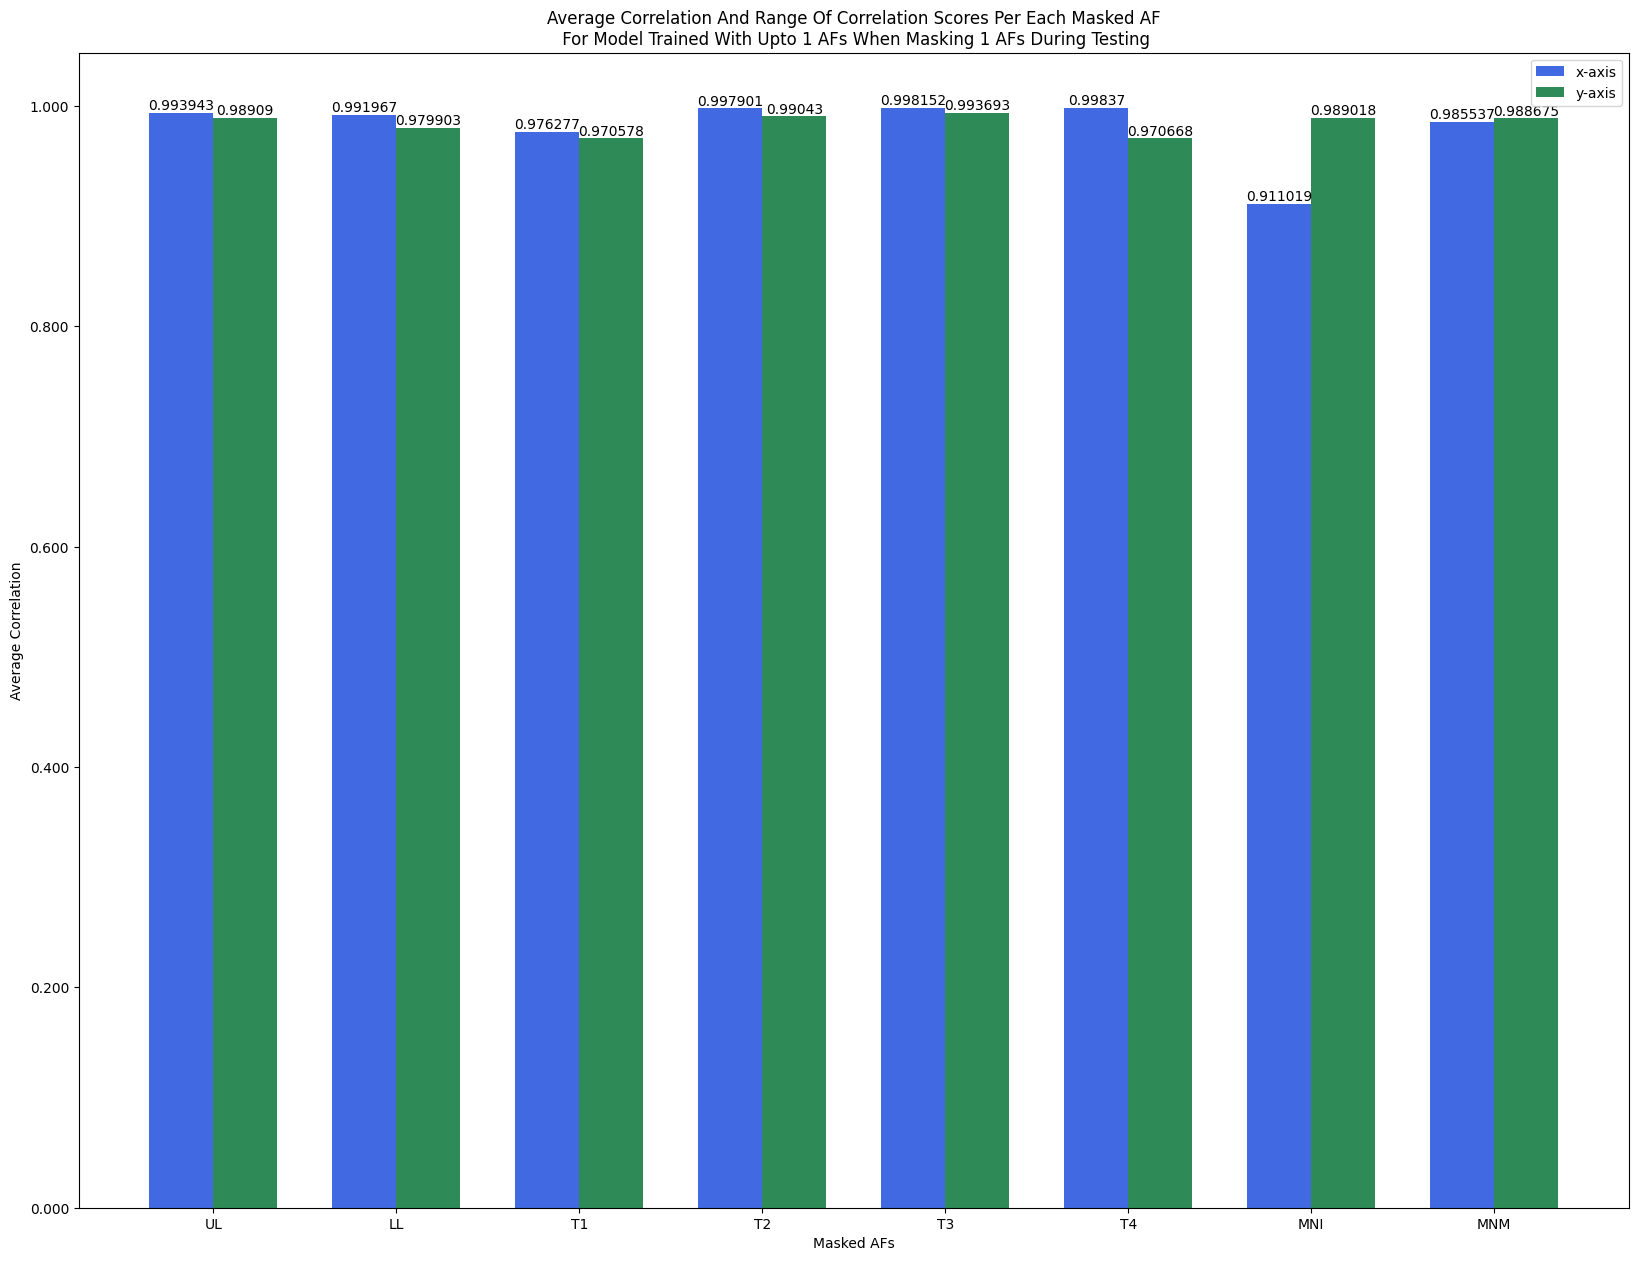 Average Correlation And Range Of Correlation Scores Per Each Masked AF
For Model Trained With Upto 1 AFs When Masking 1 AFs During Testing
x-axis
y-axis
0.993943
0.98909
0.991967
0.979903
0.976277
0.970578
0.997901
0.99043
0.998152
0.993693
0.99837
0.970668
0.911019
0.989018
0.985537
0.988675
1.000
0.800
0.600
0.400
0.200
0.000
Average Correlation
UL
LL
T1
T2
T3
T4
MNI
MNM
Masked AFs